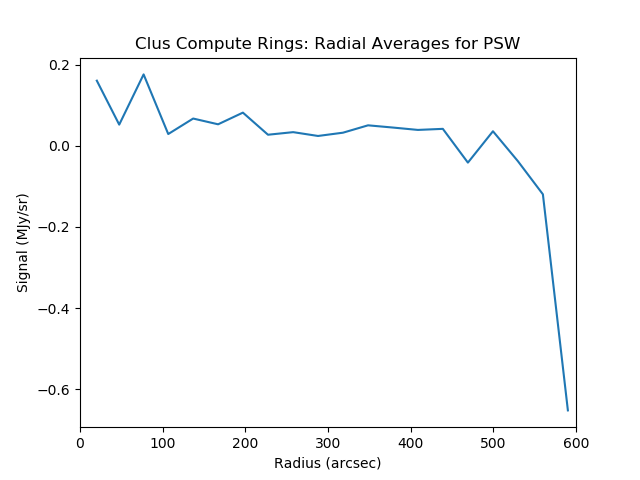 Clus Compute Rings: Radial Averages for PSW
0.2
0.0
−0.2
−0.4
−0.6
Signal (MJy/sr)
0 100 200 300 400 500 600
Radius (arcsec)